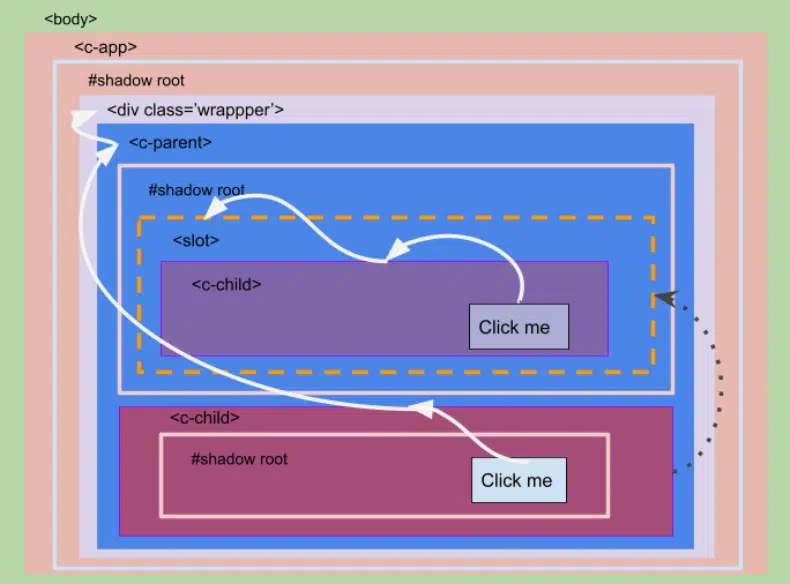 <body>
<c-app>
#shadow root
<div class='wrappper'>
<c-parent>
#shadow root
<slot>
<c-child>
Click me
<c-child>
#shadow root
Click me